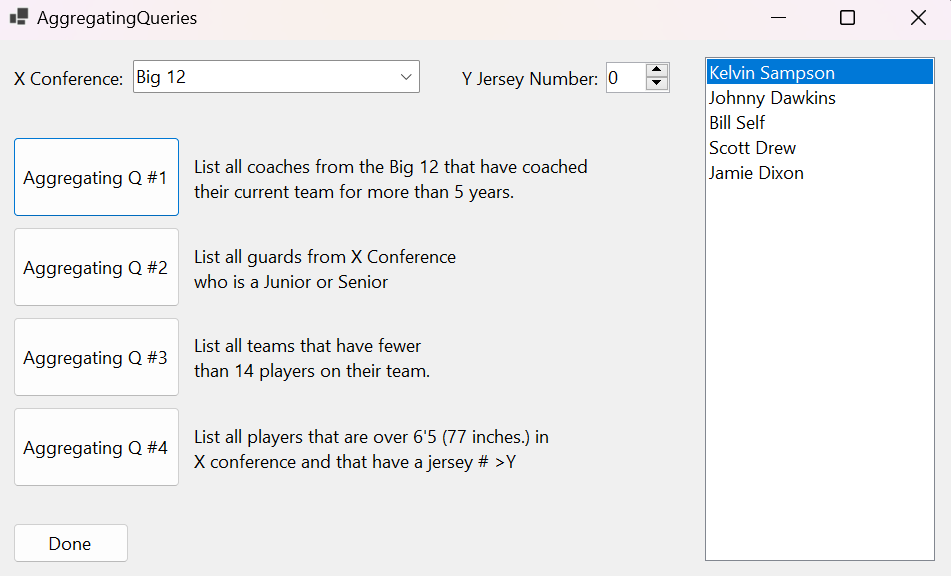 AggregatingQueries
X Conference: Big 12 Y Jersey Number: 0
Aggregating Q #1
List all coaches from the Big 12 that have coached
their current team for more than 5 years.
Aggregating Q #2
List all guards from X Conference
who is a Junior or Senior
Aggregating Q #3
List all teams that have fewer
than 14 players on their team.
Aggregating Q #4
List all players that are over 6'5 (77 inches.) in
X conference and that have a jersey # >Y
Done
Kelvin Sampson
Johnny Dawkins
Bill Self
Scott Drew
Jamie Dixon